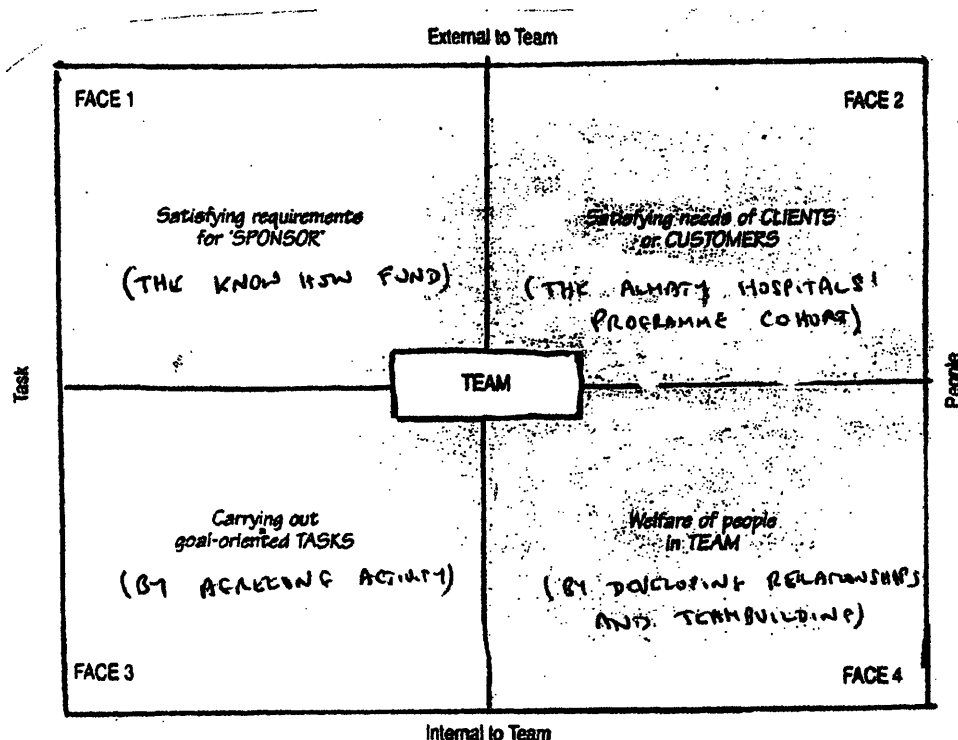 External to Team
FACE 1
FACE 2
Satisfying requirements
for 'SPONSOR'
(THE KNOW HOW FUND)
Satisfying needs of CLIENTS
or CUSTOMERS
(THE ALMATY HOSPITALS'
PROGRAMME COHORT)
Task
TEAM
People
Carrying out
goal-oriented TASKS
(BY AGREEING ACTIVITY)
Welfare of people
in TEAM
(BY DEVELOPING RELATIONSHIPS
AND TEAMBUILDING)
FACE 3
FACE 4
Internal to Team